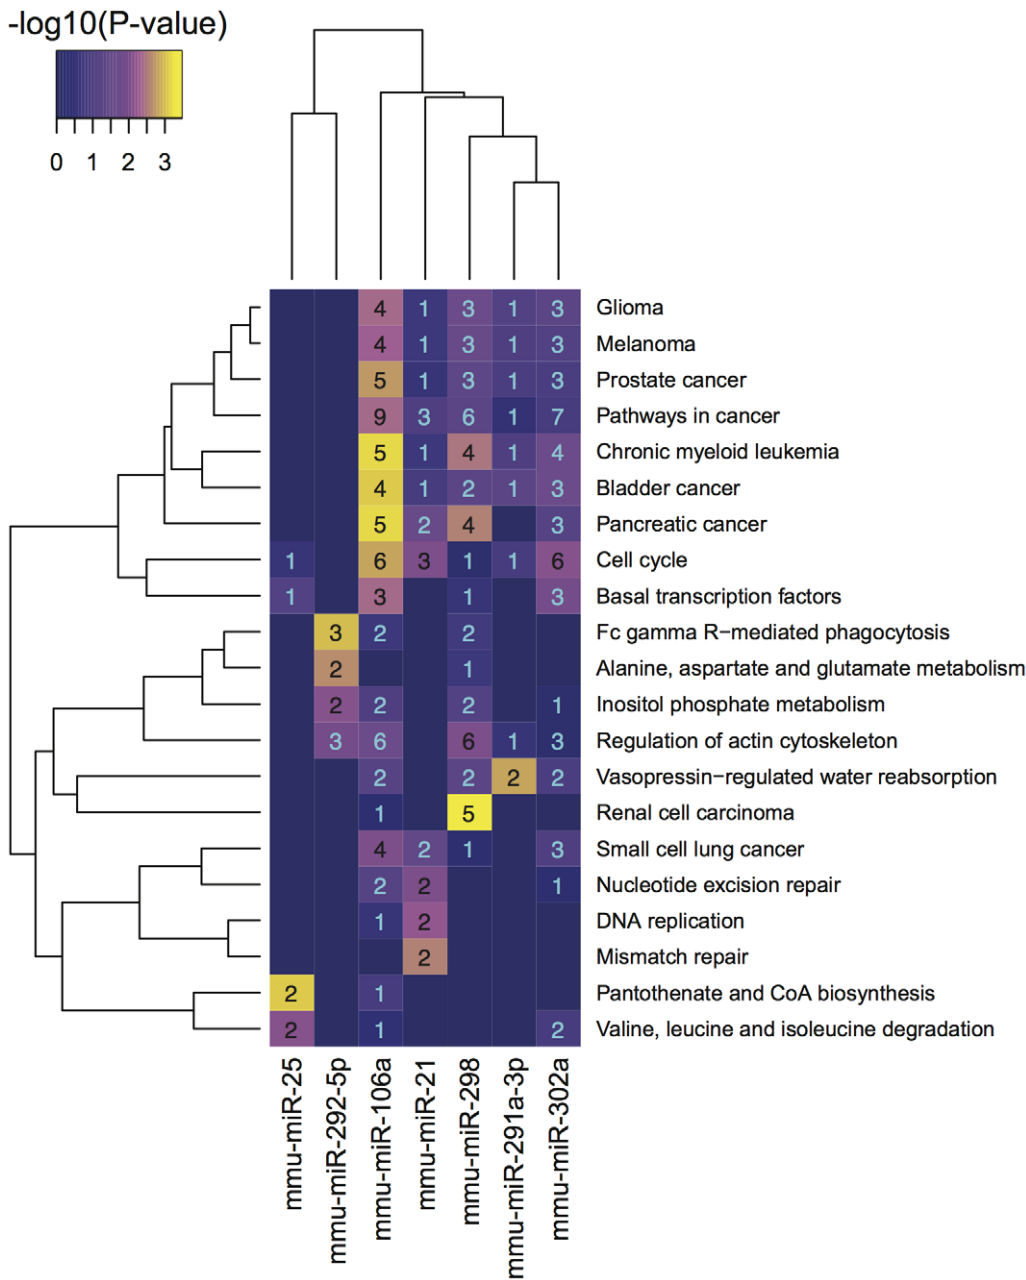 -log10(P-value)
0 1 2 3
4 1 3 1 3 Glioma
4 1 3 1 3 Melanoma
5 1 3 1 3 Prostate cancer
9 3 6 1 7 Pathways in cancer
5 1 4 1 4 Chronic myeloid leukemia
4 1 2 1 3 Bladder cancer
5 2 4 3 Pancreatic cancer
1 6 3 1 1 6 Cell cycle
1 3 1 3 Basal transcription factors
3 2 2 Fc gamma R−mediated phagocytosis
2 1 Alanine, aspartate and glutamate metabolism
2 2 2 1 Inositol phosphate metabolism
3 6 6 1 3 Regulation of actin cytoskeleton
2 2 2 2 Vasopressin−regulated water reabsorption
1 5 Renal cell carcinoma
4 2 1 3 Small cell lung cancer
2 2 1 Nucleotide excision repair
1 2 DNA replication
2 Mismatch repair
2 1 Pantothenate and CoA biosynthesis
2 1 2 Valine, leucine and isoleucine degradation
mmu-miR-25
mmu-miR-292-5p
mmu-miR-106a
mmu-miR-21
mmu-miR-298
mmu-miR-291a-3p
mmu-miR-302a